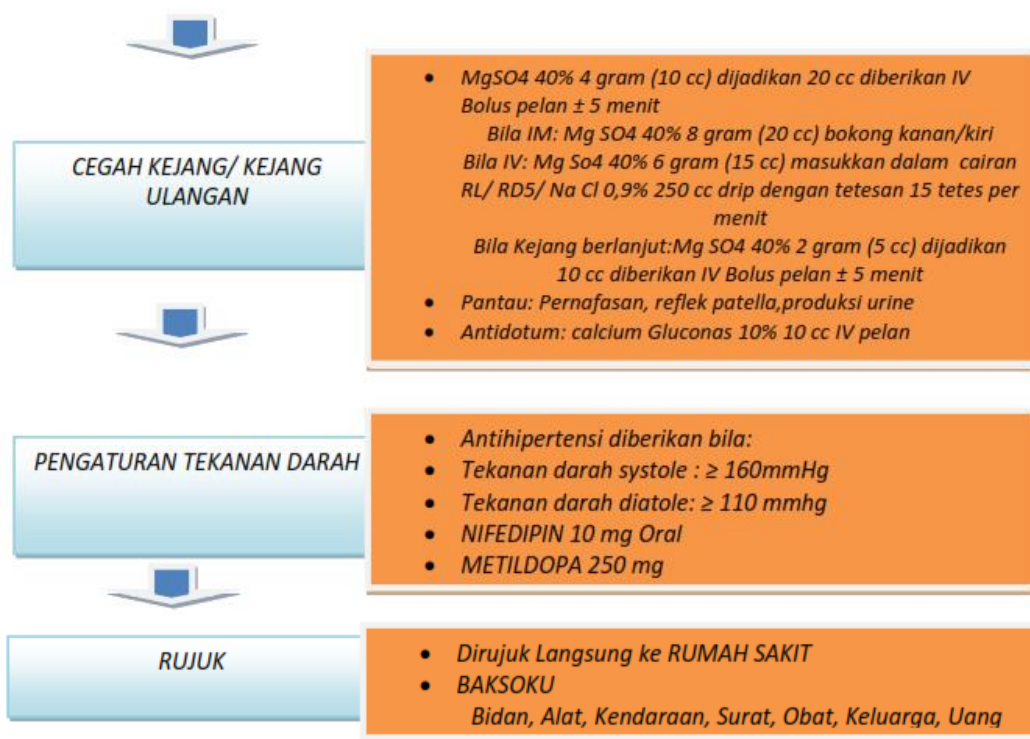 CEGAH KEJANG/ KEJANG
ULANGAN
• MgSO4 40% 4 gram (10 cc) dijadikan 20 cc diberikan IV
Bolus pelan ± 5 menit
Bila IM: Mg SO4 40% 8 gram (20 cc) bokong kanan/kiri
Bila IV: Mg So4 40% 6 gram (15 cc) masukkan dalam cairan
RL/ RD5/ Na Cl 0,9% 250 cc drip dengan tetesan 15 tetes per
menit
Bila Kejang berlanjut:Mg SO4 40% 2 gram (5 cc) dijadikan
10 cc diberikan IV Bolus pelan ± 5 menit
• Pantau: Pernafasan, reflek patella,produksi urine
• Antidotum: calcium Gluconas 10% 10 cc IV pelan
PENGATURAN TEKANAN DARAH
• Antihipertensi diberikan bila:
• Tekanan darah systole : ≥ 160mmHg
• Tekanan darah diatole: ≥ 110 mmhg
• NIFEDIPIN 10 mg Oral
• METILDOPA 250 mg
RUJUK
• Dirujuk Langsung ke RUMAH SAKIT
• BAKSOKU
Bidan, Alat, Kendaraan, Surat, Obat, Keluarga, Uang